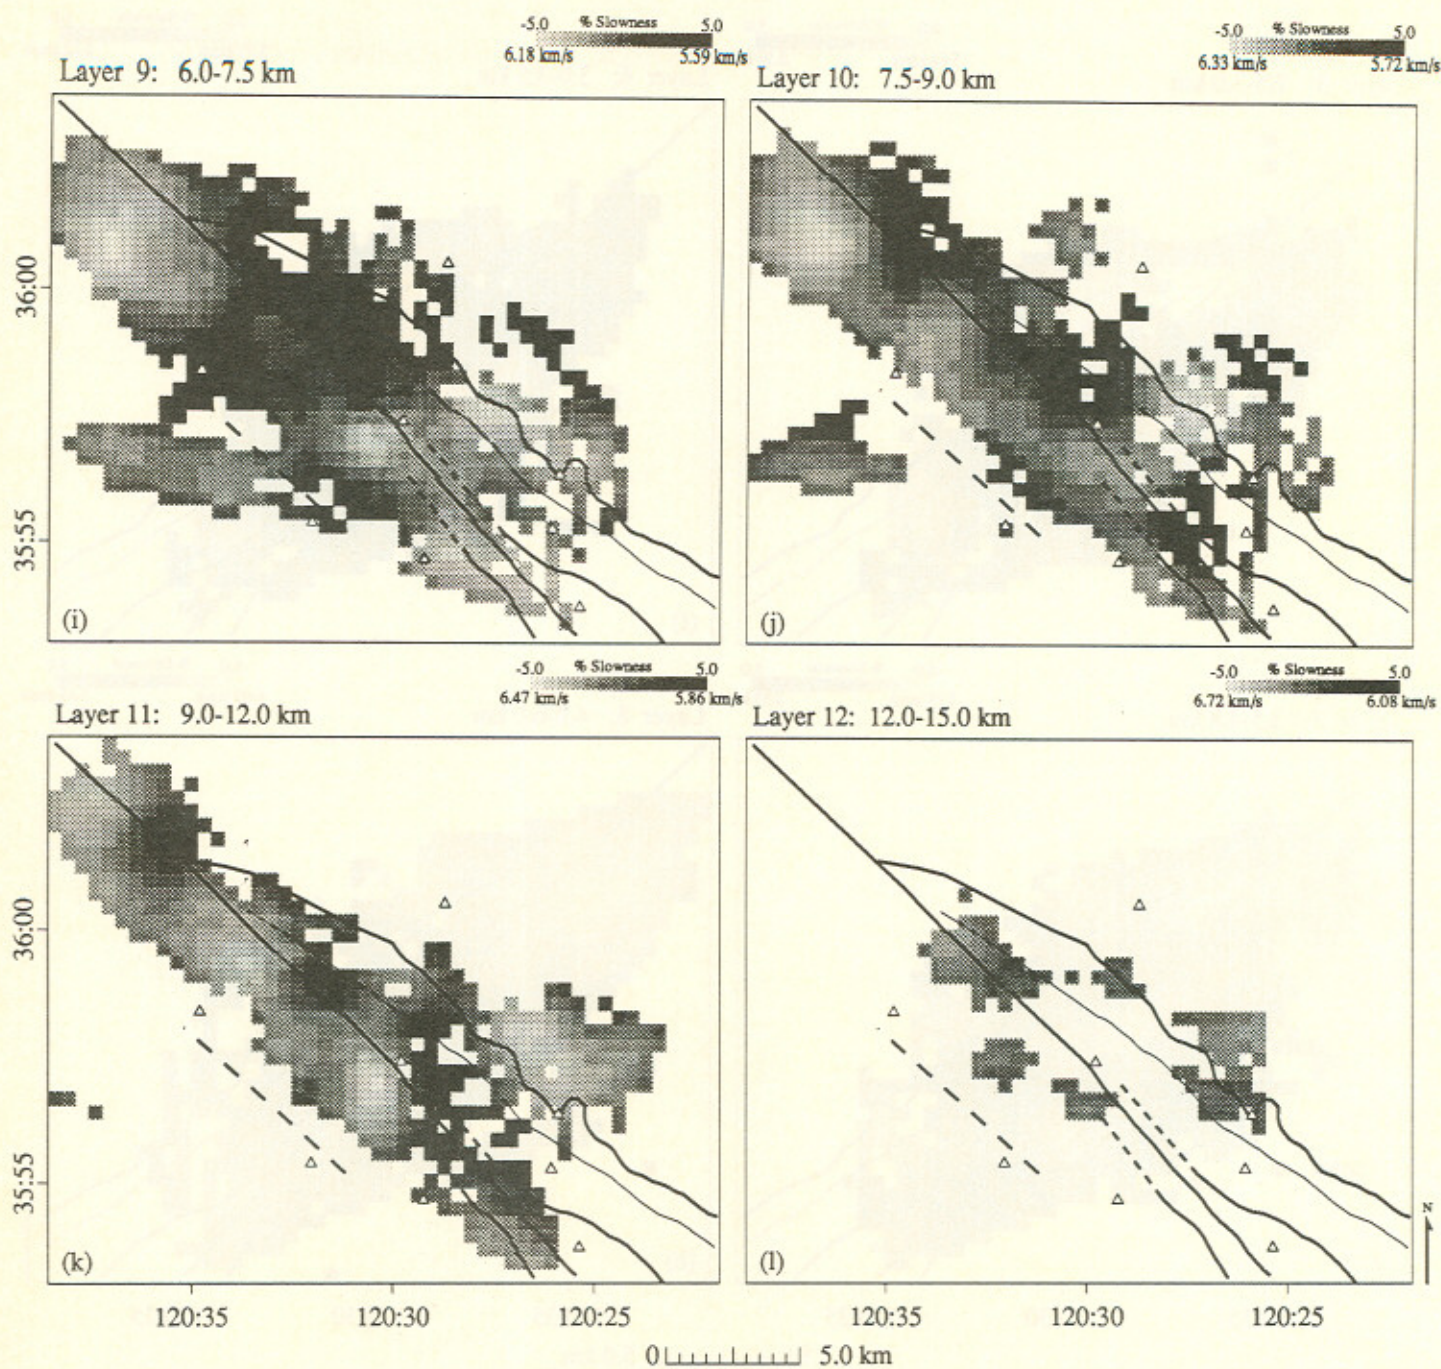 -5.0 % Slowness 5.0
6.18 km/s 5.59 km/s
Layer 9: 6.0-7.5 km
-5.0 % Slowness 5.0
6.33 km/s 5.72 km/s
Layer 10: 7.5-9.0 km
36:00
35:55
(i)
(j)
-5.0 % Slowness 5.0
6.47 km/s 5.86 km/s
Layer 11: 9.0-12.0 km
-5.0 % Slowness 5.0
6.72 km/s 6.08 km/s
Layer 12: 12.0-15.0 km
36:00
35:55
(k)
(l)
N
120:35 120:30 120:25
120:35 120:30 120:25
0 5.0 km